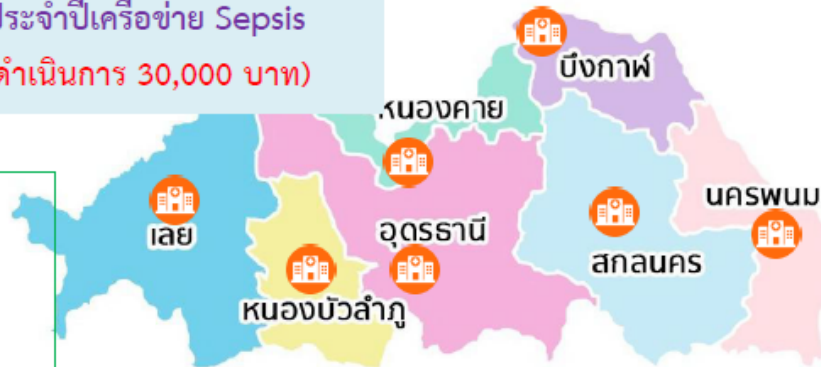 ประจำปีเครือข่าย Sepsis
ดำเนินการ 30,000 บาท)
บึงกาฬ
หนองคาย
นครพนม
เลย
อุดรธานี
สกลนคร
หนองบัวลำภู